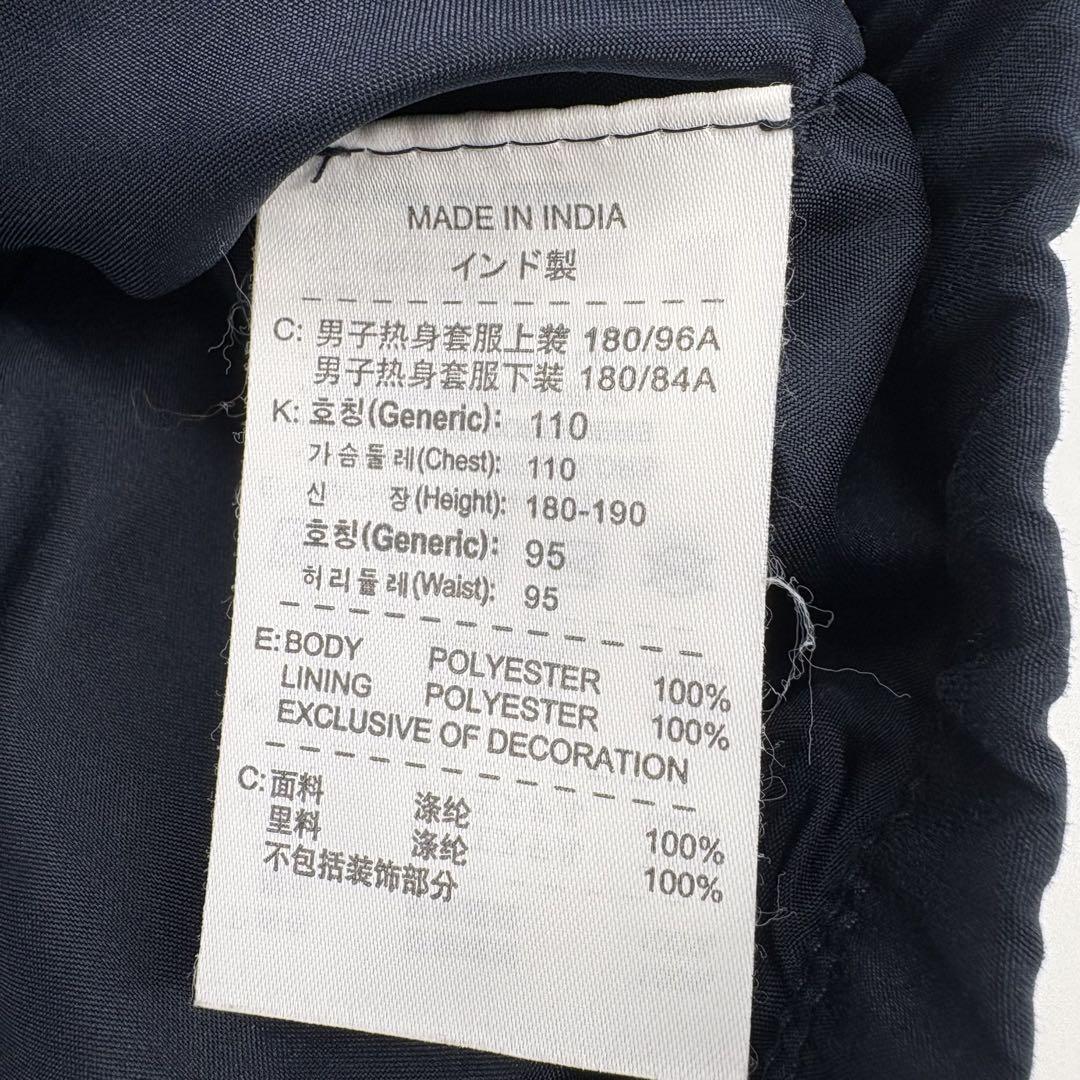 MADE IN INDIA
インド製
C: 男子热身套服上装 180/96A
男子热身套服下装 180/84A
K: 호칭(Generic): 110
가슴둘레(Chest): 110
신 장(Height): 180-190
호칭(Generic): 95
허리둘레(Waist): 95
E: BODY POLYESTER 100%
LINING POLYESTER 100%
EXCLUSIVE OF DECORATION
C: 面料 涤纶 100%
里料 涤纶 100%
不包括装饰部分